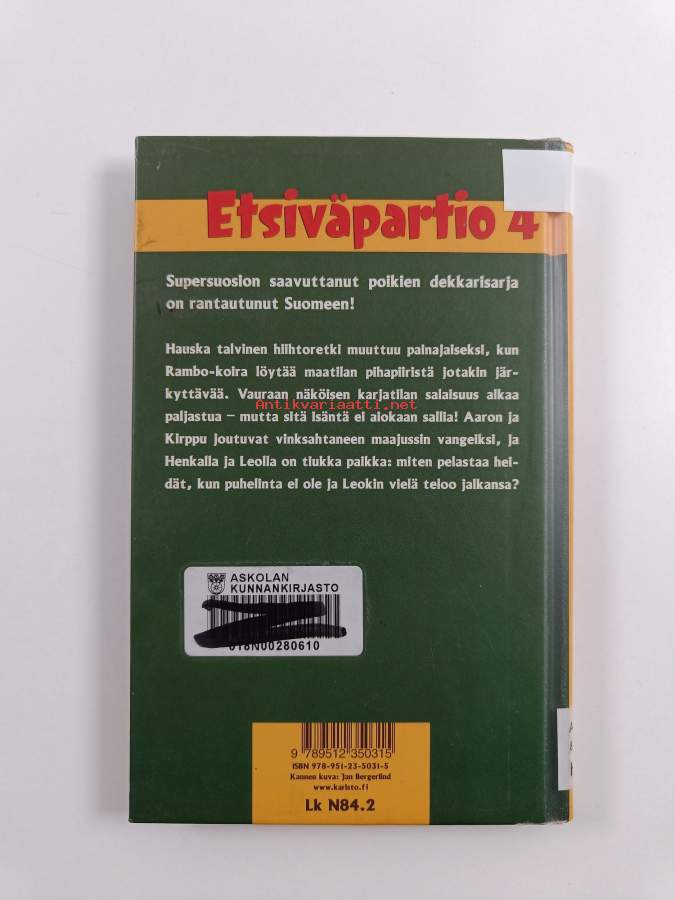 Etsiväpartio 4
Supersuosion saavuttanut poikien dekkarisarja
on rantautunut Suomeen!
Hauska talvinen hiihtoretki muuttuu painajaiseksi, kun
Rambo-koira löytää maatilan pihapiiristä jotakin jär-
kyttävää. Vauraan näköisen karjatilan salaisuus alkaa
Antikvariaatti.net
paljastua – mutta sitä isäntä ei aiokaan sallia! Aaron ja
Kirppu joutuvat vinksahtaneen maajussin vangeiksi, ja
Henkalla ja Leolla on tiukka paikka: miten pelastaa hei-
dät, kun puhelinta ei ole ja Leokin vielä teloo jalkansa?
ASKOLAN
KUNNANKIRJASTO
018N00280610
9 789512 350315
ISBN 978-951-23-5031-5
Kannen kuva: Jan Bergerlind
www.karisto.fi
Lk N84.2